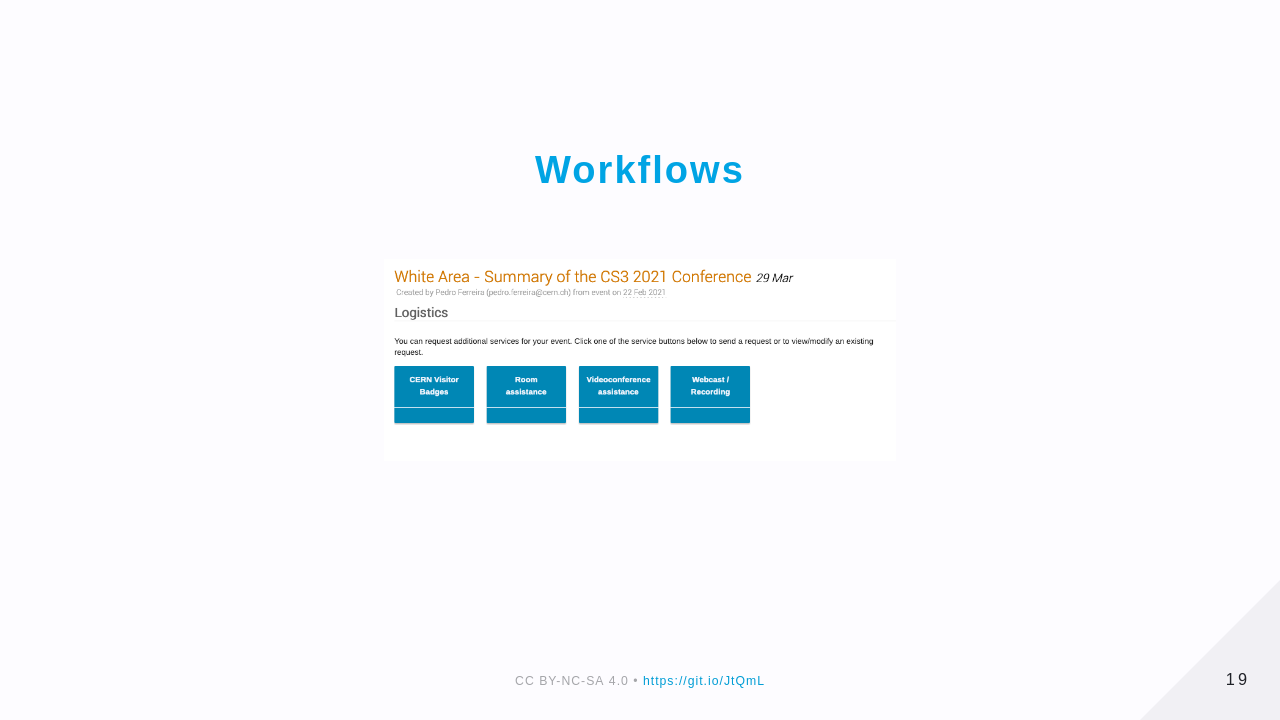 Workflows
White Area - Summary of the CS3 2021 Conference 29 Mar
Created by Pedro Ferreira (pedro.ferreira@cern.ch) from event on 22 Feb 2021
Logistics
You can request additional services for your event. Click one of the service buttons below to send a request or to view/modify an existing
request.
CERN Visitor
Badges
Room
assistance
Videoconference
assistance
Webcast /
Recording
CC BY-NC-SA 4.0 • https://git.io/JtQmL
19